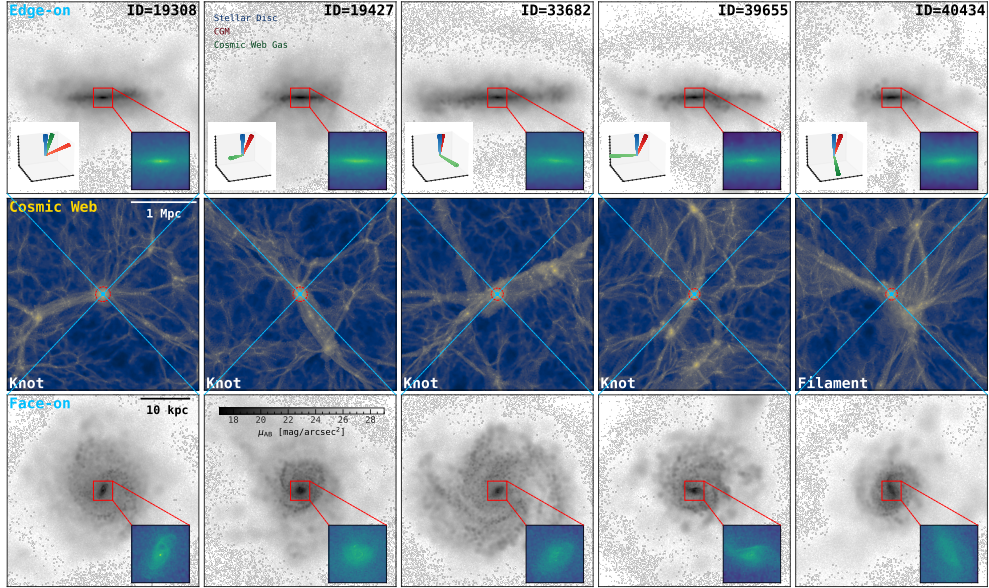 Edge-on
ID=19308
ID=19427
ID=33682
ID=39655
ID=40434
Stellar Disc
CGM
Cosmic Web Gas
Cosmic Web
1 Mpc
Knot
Knot
Knot
Knot
Filament
Face-on
10 kpc
18 20 22 24 26 28
μAB [mag/arcsec²]